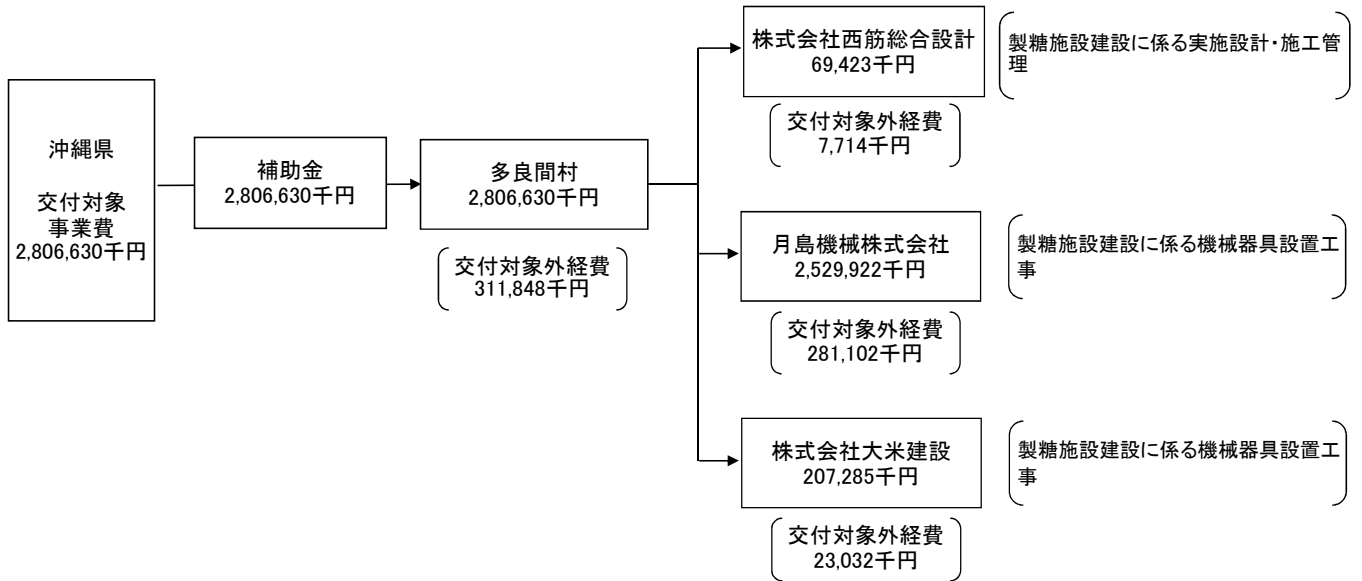 沖縄県
交付対象
事業費
2,806,630千円
補助金
2,806,630千円
多良間村
2,806,630千円
交付対象外経費
311,848千円
株式会社西筋総合設計
69,423千円
交付対象外経費
7,714千円
製糖施設建設に係る実施設計・施工管
理
月島機械株式会社
2,529,922千円
交付対象外経費
281,102千円
製糖施設建設に係る機械器具設置工
事
株式会社大米建設
207,285千円
交付対象外経費
23,032千円
製糖施設建設に係る機械器具設置工
事